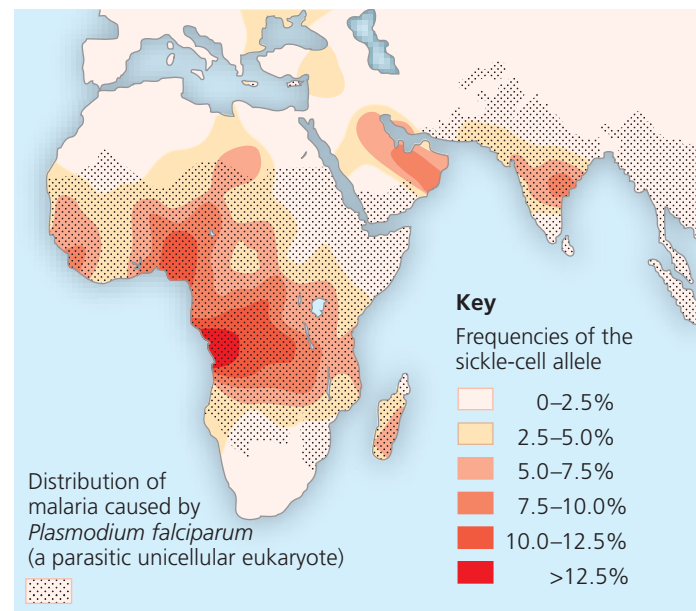 Key
Frequencies of the
sickle-cell allele
0–2.5%
2.5–5.0%
5.0–7.5%
7.5–10.0%
10.0–12.5%
>12.5%
Distribution of
malaria caused by
Plasmodium falciparum
(a parasitic unicellular eukaryote)